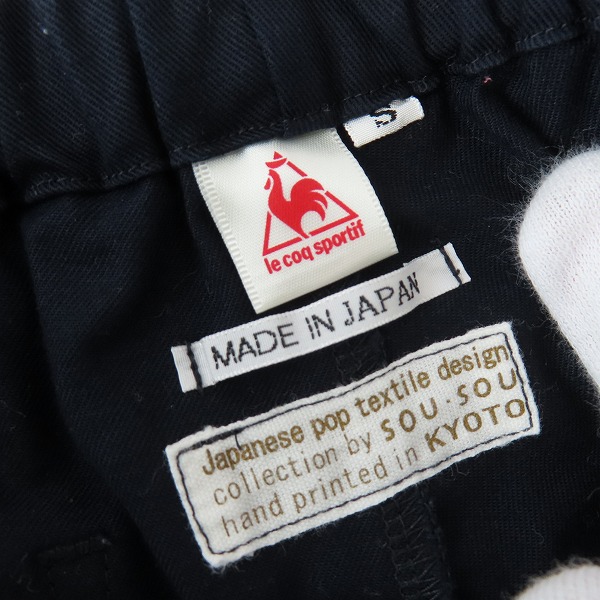 S
le coq sportif
MADE IN JAPAN
Japanese pop textile design
collection by SOU・SOU
hand printed in KYOTO